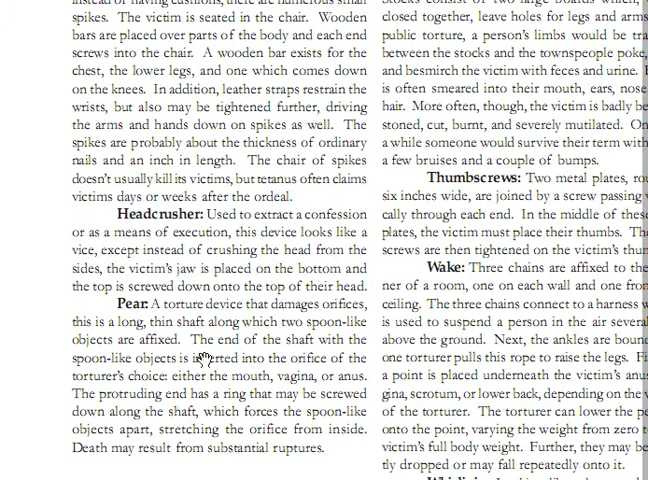 instead of having cushions, there are numerous small
spikes. The victim is seated in the chair. Wooden
bars are placed over parts of the body and each end
screws into the chair. A wooden bar exists for the
chest, the lower legs, and one which comes down
on the knees. In addition, leather straps restrain the
wrists, but also may be tightened further, driving
the arms and hands down on spikes as well. The
spikes are probably about the thickness of ordinary
nails and an inch in length. The chair of spikes
doesn't usually kill its victims, but tetanus often claims
victims days or weeks after the ordeal.
Headcrusher: Used to extract a confession
or as a means of execution, this device looks like a
vice, except instead of crushing the head from the
sides, the victim's jaw is placed on the bottom and
the top is screwed down onto the top of their head.
Pear: A torture device that damages orifices,
this is a long, thin shaft along which two spoon-like
objects are affixed. The end of the shaft with the
spoon-like objects is inserted into the orifice of the
torturer's choice: either the mouth, vagina, or anus.
The protruding end has a ring that may be screwed
down along the shaft, which forces the spoon-like
objects apart, stretching the orifice from inside.
Death may result from substantial ruptures.
stocks consist of two large boards which,
closed together, leave holes for legs and arms
public torture, a person's limbs would be tra
between the stocks and the townspeople poke,
and besmirch the victim with feces and urine.
is often smeared into their mouth, ears, nose
hair. More often, though, the victim is badly be
stoned, cut, burnt, and severely mutilated. On
a while someone would survive their term with
a few bruises and a couple of bumps.
Thumbscrews: Two metal plates, ro
six inches wide, are joined by a screw passing
cally through each end. In the middle of these
plates, the victim must place their thumbs. Th
screws are then tightened on the victim's thu
Wake: Three chains are affixed to the
ner of a room, one on each wall and one from
ceiling. The three chains connect to a harness w
is used to suspend a person in the air several
above the ground. Next, the ankles are boun
one torturer pulls this rope to raise the legs. Fi
a point is placed underneath the victim's anu
gina, scrotum, or lower back, depending on the
of the torturer. The torturer can lower the pe
onto the point, varying the weight from zero t
victim's full body weight. Further, they may be
tly dropped or may fall repeatedly onto it.